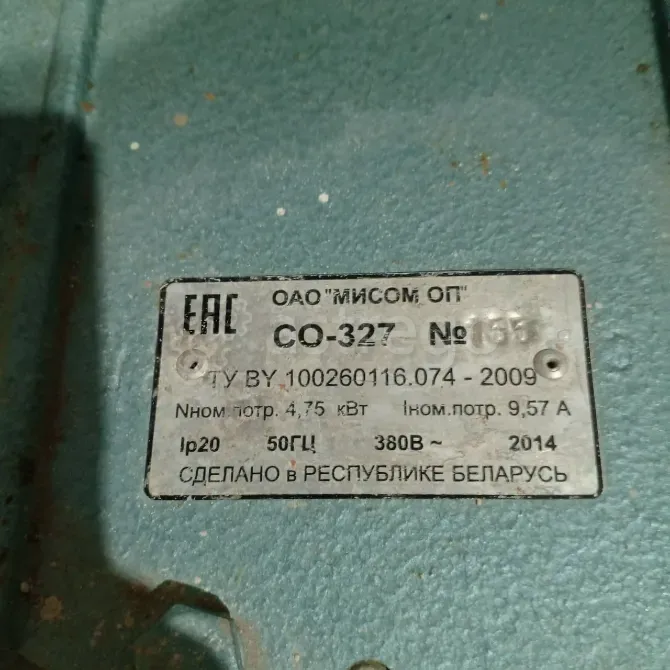 EAC ОАО "МИСОМ ОП"
СО-327 №
ТУ BY 100260116.074 - 2009
Nном.потр. 4,75 кВт Iном.потр. 9,57 А
Ip20 50ГЦ 380В ~ 2014
СДЕЛАНО в РЕСПУБЛИКЕ БЕЛАРУСЬ